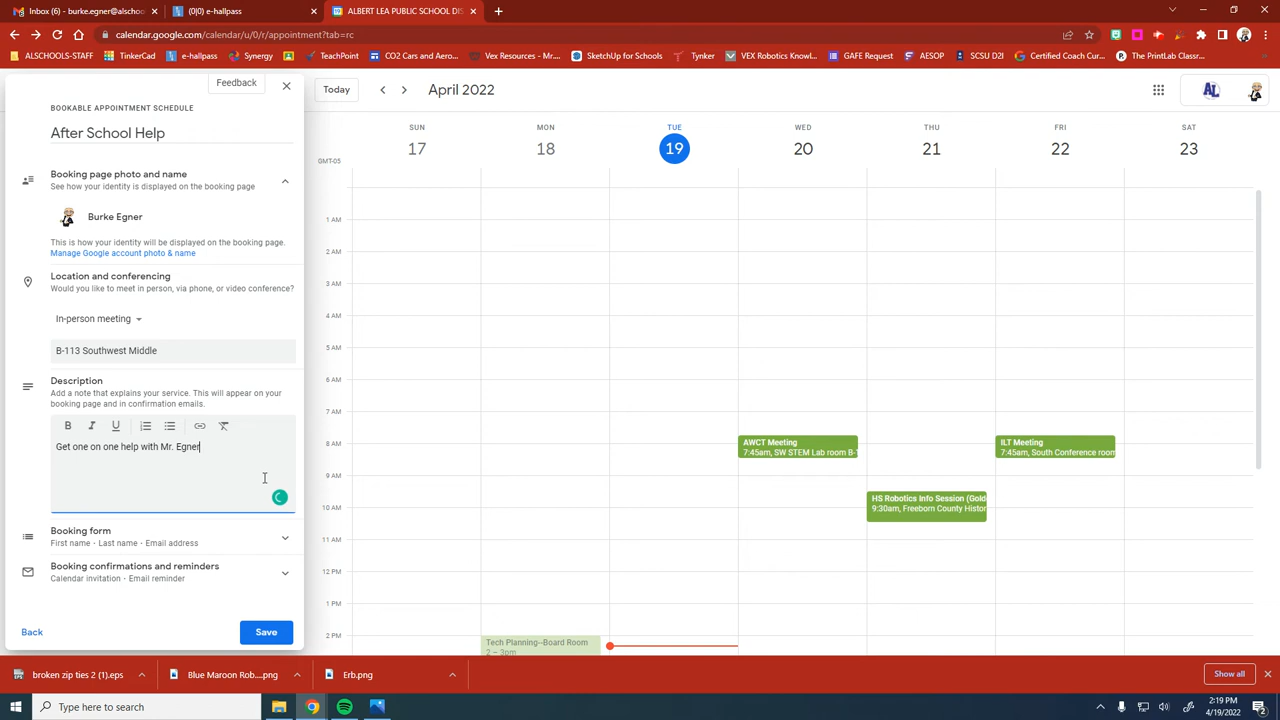 Inbox (6) - burke.egner@alschoo
(0) e-hallpass
ALBERT LEA PUBLIC SCHOOL DIS
calendar.google.com/calendar/u/0/r/appointment?tab=rc
ALSCHOOLS-STAFF
TinkerCad
e-hallpass
Synergy
TeachPoint
CO2 Cars and Aero...
Vex Resources - Mr....
SketchUp for Schools
Tynker
VEX Robotics Knowl...
GAFE Request
AESOP
SCSU D2l
Certified Coach Cur...
The PrintLab Classr...
Feedback
BOOKABLE APPOINTMENT SCHEDULE
After School Help
Booking page photo and name
See how your identity is displayed on the booking page
Burke Egner
This is how your identity will be displayed on the booking page.
Manage Google account photo & name
Location and conferencing
Would you like to meet in person, via phone, or video conference?
In-person meeting
B-113 Southwest Middle
Description
Add a note that explains your service. This will appear on your
booking page and in confirmation emails.
B I U
Get one on one help with Mr. Egner
Booking form
First name · Last name · Email address
Booking confirmations and reminders
Calendar invitation · Email reminder
Back
Save
Today
April 2022
AL
SUN MON TUE WED THU FRI SAT
17 18 19 20 21 22 23
GMT-05
1 AM
2 AM
3 AM
4 AM
5 AM
6 AM
7 AM
8 AM
9 AM
10 AM
11 AM
12 PM
1 PM
2 PM
AWCT Meeting
7:45am, SW STEM Lab room B-1
ILT Meeting
7:45am, South Conference room
HS Robotics Info Session (Gold
9:30am, Freeborn County Histor
Tech Planning--Board Room
2 – 3pm
broken zip ties 2 (1).eps
Blue Maroon Rob....png
Erb.png
Show all
Type here to search
2:19 PM
4/19/2022
2